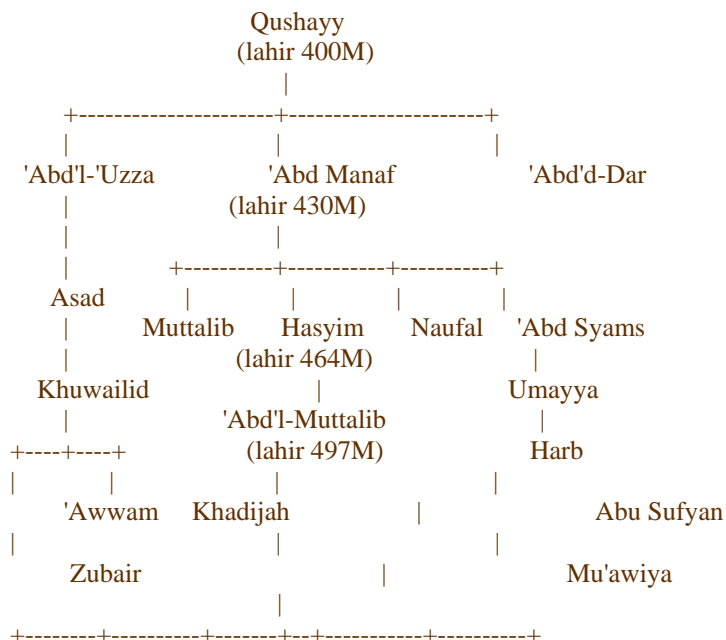 Qushayy
(lahir 400M)
|
+----------------------+----------------------+
| | |
'Abd'l-'Uzza 'Abd Manaf 'Abd'd-Dar
| (lahir 430M)
| |
| +----------+-----------+----------+
Asad | | | |
| Muttalib Hasyim Naufal 'Abd Syams
| (lahir 464M) |
Khuwailid | Umayya
| 'Abd'l-Muttalib |
+----+----+ (lahir 497M) Harb
| | | |
'Awwam Khadijah | Abu Sufyan
| | |
Zubair | Mu'awiya
|
+--------+----------+-------+--+-----------+----------+